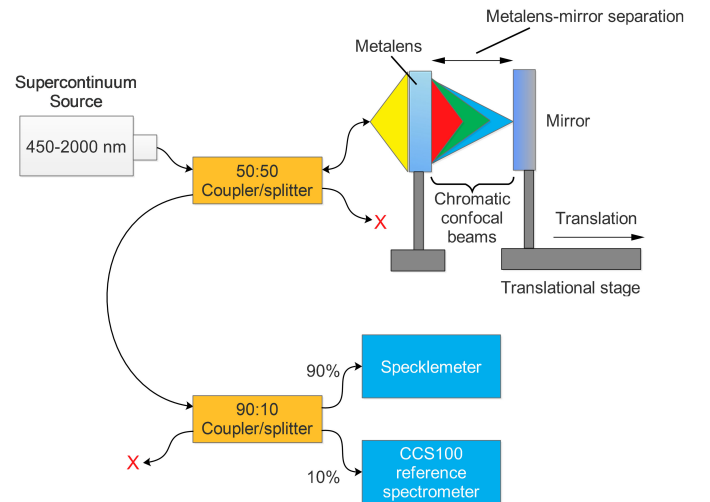 Metalens-mirror separation
Metalens
Supercontinuum
Source
450-2000 nm
Mirror
50:50
Coupler/splitter
X
Chromatic
confocal
beams
Translation
Translational stage
90%
Specklemeter
90:10
Coupler/splitter
X
10%
CCS100
reference
spectrometer